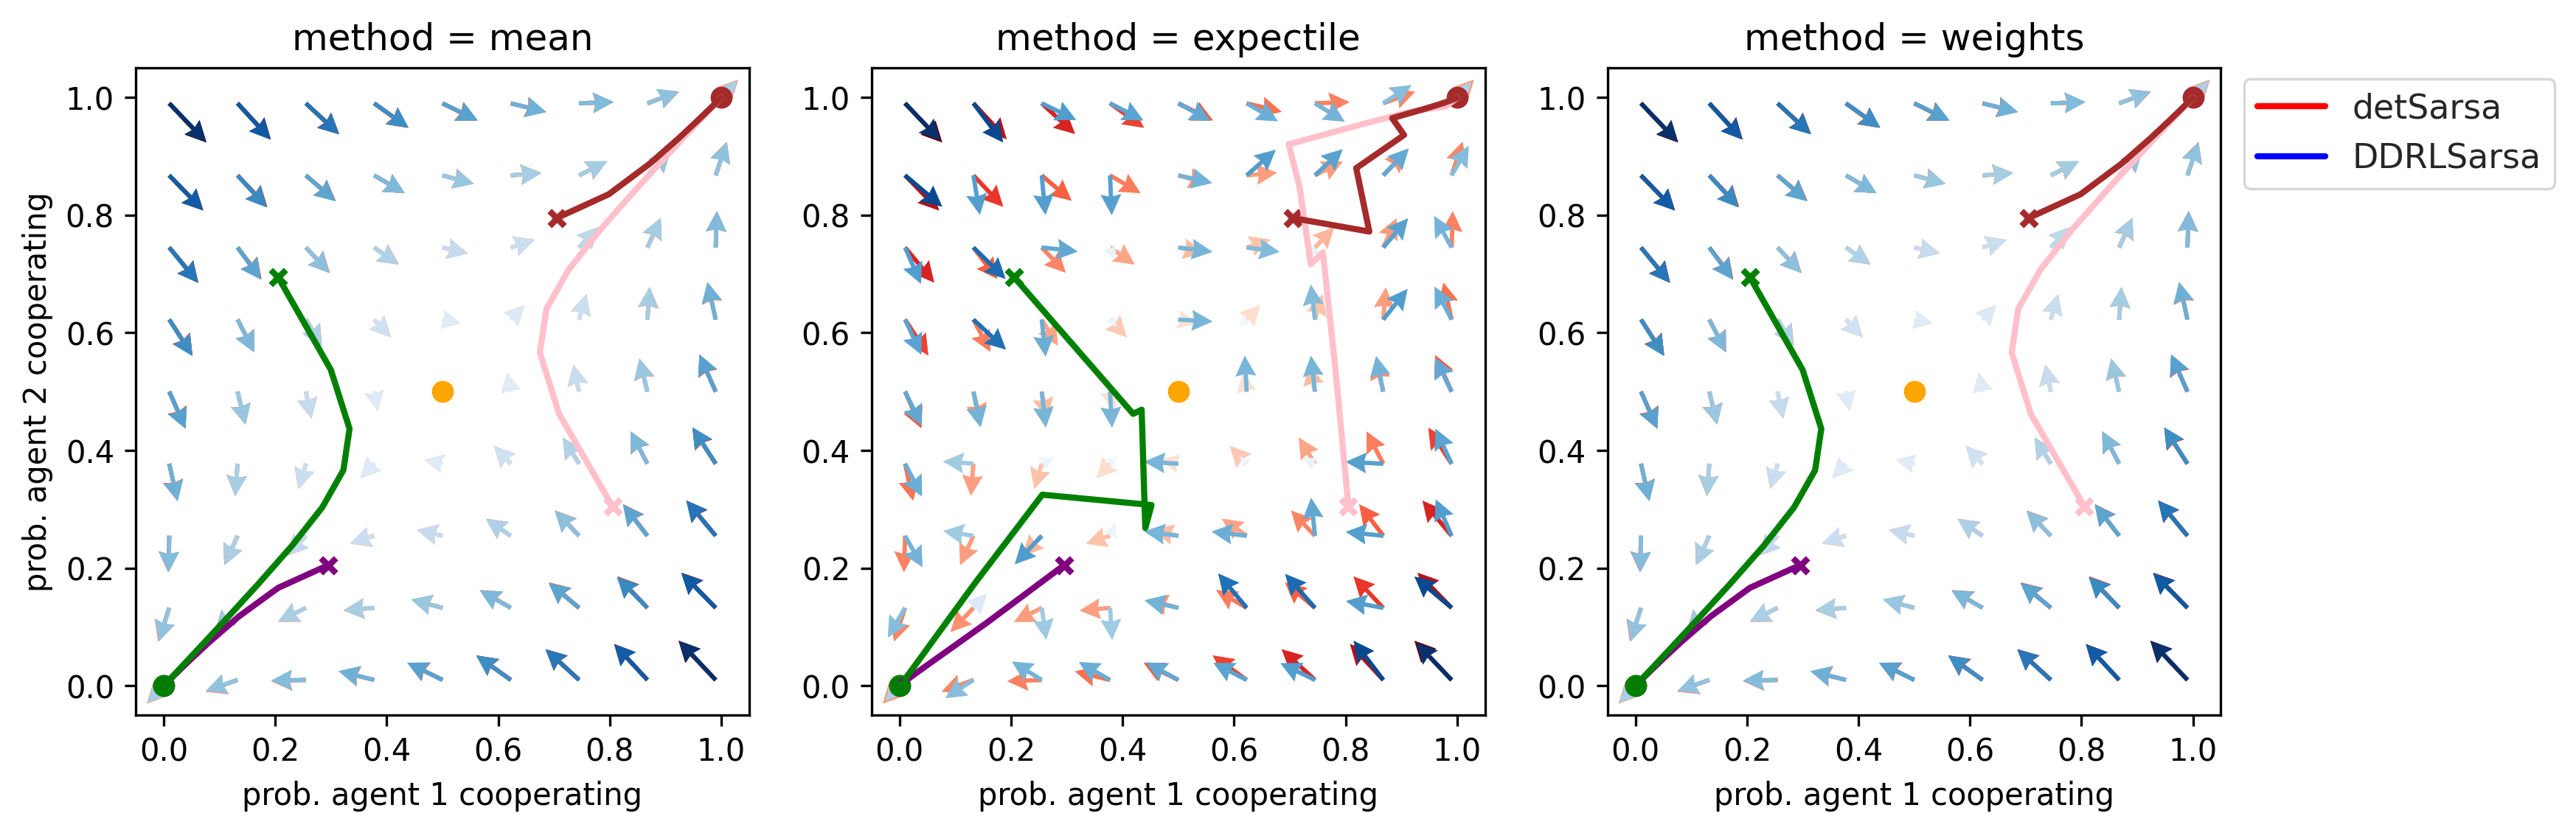 method = mean
method = expectile
method = weights
prob. agent 2 cooperating
1.0
0.8
0.6
0.4
0.2
0.0
1.0
0.8
0.6
0.4
0.2
0.0
1.0
0.8
0.6
0.4
0.2
0.0
0.0 0.2 0.4 0.6 0.8 1.0
0.0 0.2 0.4 0.6 0.8 1.0
0.0 0.2 0.4 0.6 0.8 1.0
prob. agent 1 cooperating
prob. agent 1 cooperating
prob. agent 1 cooperating
detSarsa
DDRLSarsa